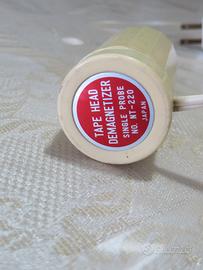 TAPE HEAD
DEMAGNETIZER
SINGLE PROBE
NO. NT-220
JAPAN